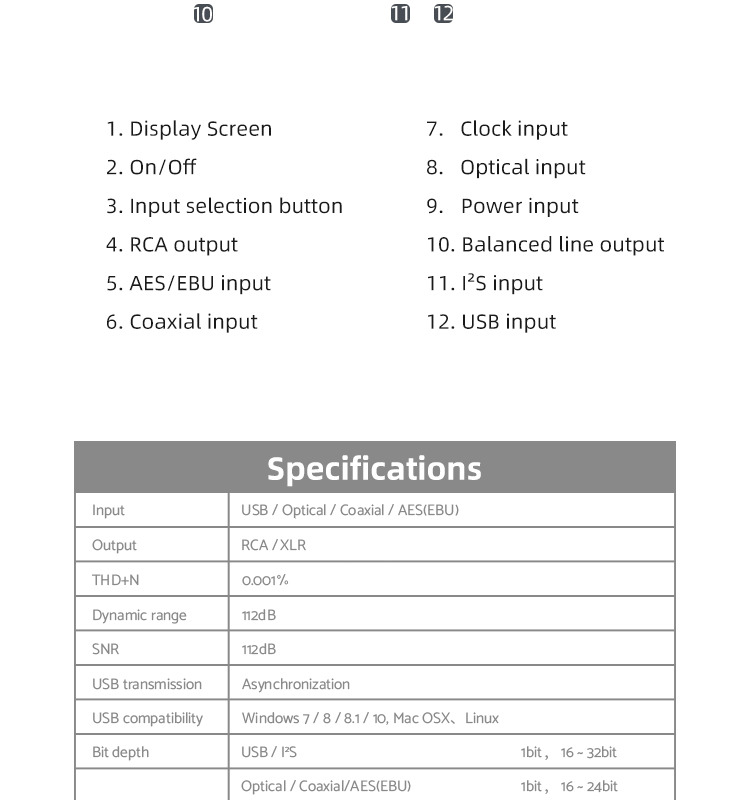 10 11 12
1. Display Screen
2. On/Off
3. Input selection button
4. RCA output
5. AES/EBU input
6. Coaxial input
7. Clock input
8. Optical input
9. Power input
10. Balanced line output
11. I²S input
12. USB input
Specifications
Input USB / Optical / Coaxial / AES(EBU)
Output RCA / XLR
THD+N 0.001%
Dynamic range 112dB
SNR 112dB
USB transmission Asynchronization
USB compatibility Windows 7 / 8 / 8.1 / 10, Mac OSX、Linux
Bit depth USB / I²S 1bit , 16 ~ 32bit
Optical / Coaxial/AES(EBU) 1bit , 16 ~ 24bit